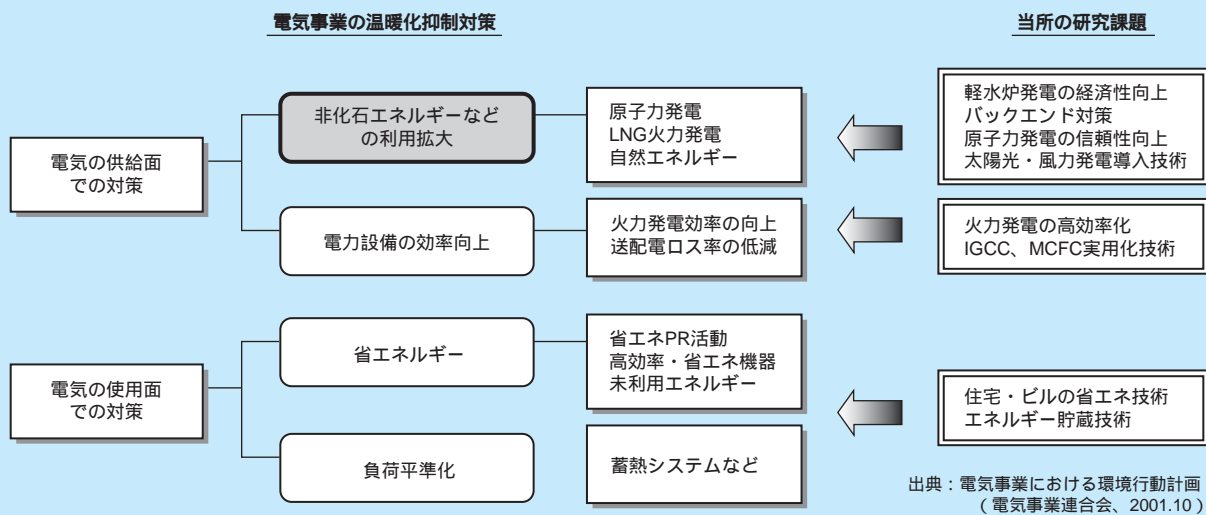 電気事業の温暖化抑制対策
当所の研究課題
電気の供給面
での対策
非化石エネルギーなど
の利用拡大
原子力発電
LNG火力発電
自然エネルギー
軽水炉発電の経済性向上
バックエンド対策
原子力発電の信頼性向上
太陽光・風力発電導入技術
電力設備の効率向上
火力発電効率の向上
送配電ロス率の低減
火力発電の高効率化
IGCC、MCFC実用化技術
電気の使用面
での対策
省エネルギー
省エネPR活動
高効率・省エネ機器
未利用エネルギー
住宅・ビルの省エネ技術
エネルギー貯蔵技術
負荷平準化
蓄熱システムなど
出典：電気事業における環境行動計画
（電気事業連合会、2001.10）